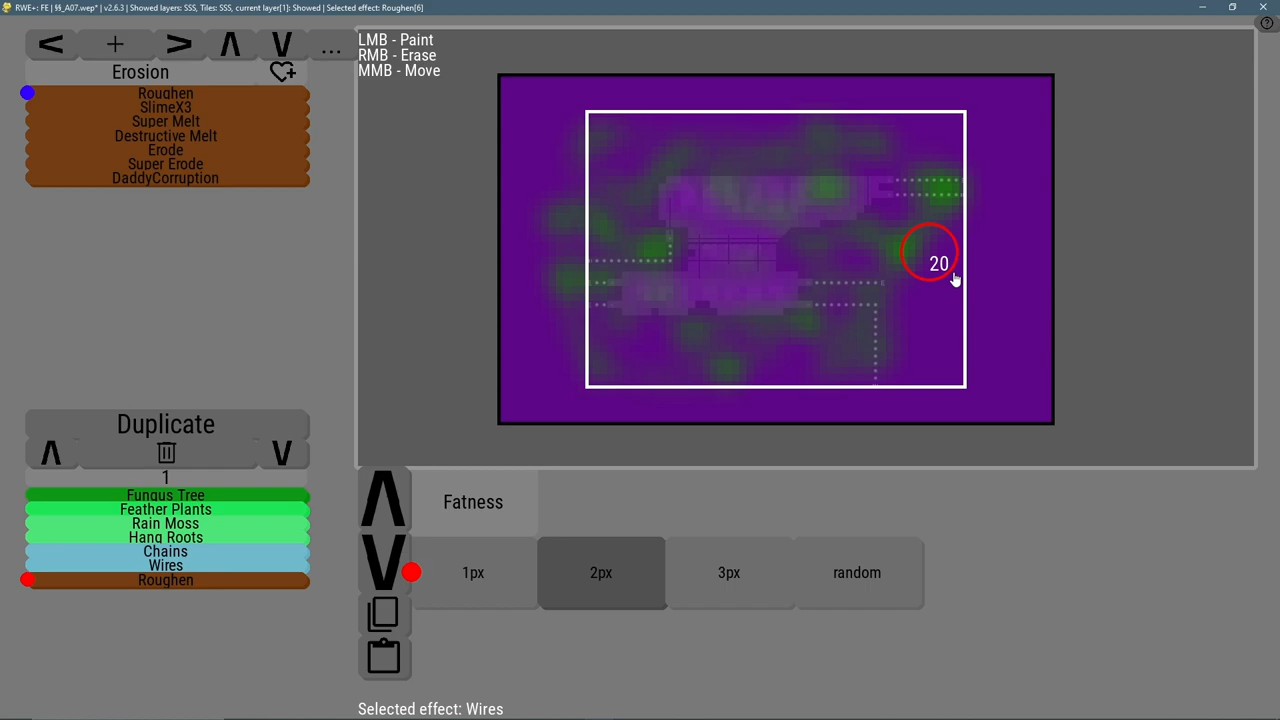 RWE+: FE | §§_A07.wep* | v2.6.3 | Showed layers: SSS, Tiles: SSS, current layer[1]: Showed | Selected effect: Roughen[6]
< + > Λ V ...
Erosion
Roughen
SlimeX3
Super Melt
Destructive Melt
Erode
Super Erode
DaddyCorruption
LMB - Paint
RMB - Erase
MMB - Move
20
Duplicate
Λ V
1
Fungus Tree
Feather Plants
Rain Moss
Hang Roots
Chains
Wires
Roughen
Λ Fatness
V 1px 2px 3px random
Selected effect: Wires